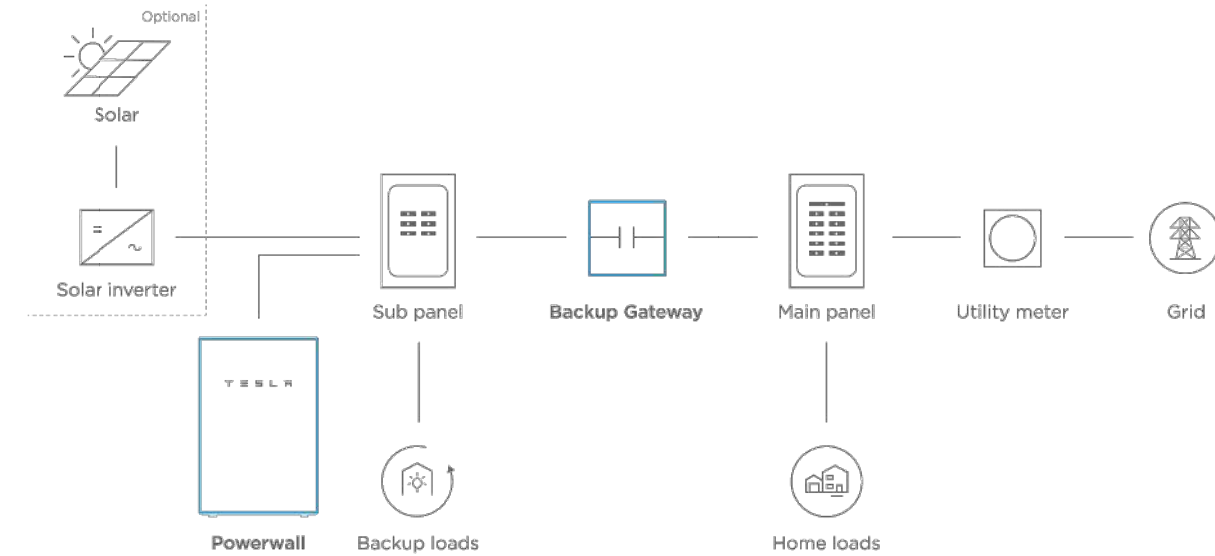 Optional
Solar
Solar inverter
Sub panel
Backup Gateway
Main panel
Utility meter
Grid
TESLA
Powerwall
Backup loads
Home loads